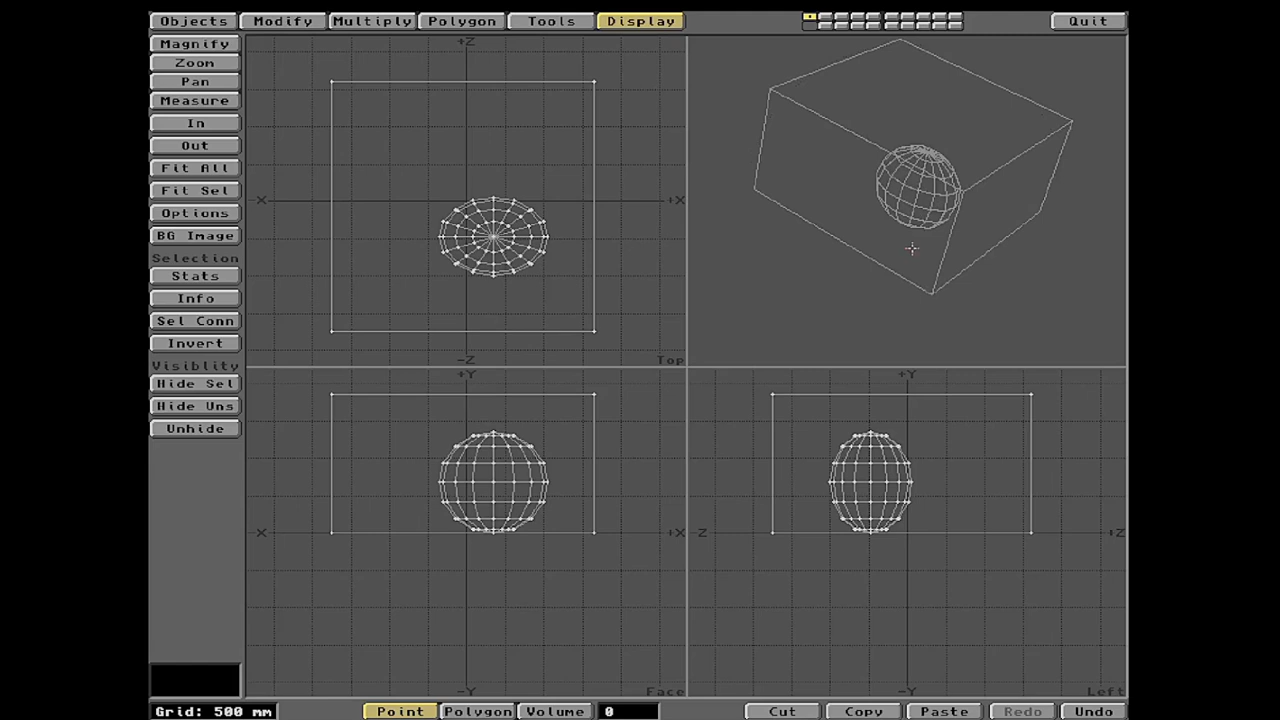 Objects Modify Multiply Polygon Tools Display Quit
Magnify
Zoom
Pan
Measure
In
Out
Fit All
Fit Sel
Options
BG Image
Selection
Stats
Info
Sel Conn
Invert
Visiblity
Hide Sel
Hide Uns
Unhide
+Z
-X +X
-Z Top
+Y
-X +X
-Y Face
+Y
-Z +Z
-Y Left
Grid: 500 mm Point Polygon Volume 0 Cut Copy Paste Redo Undo